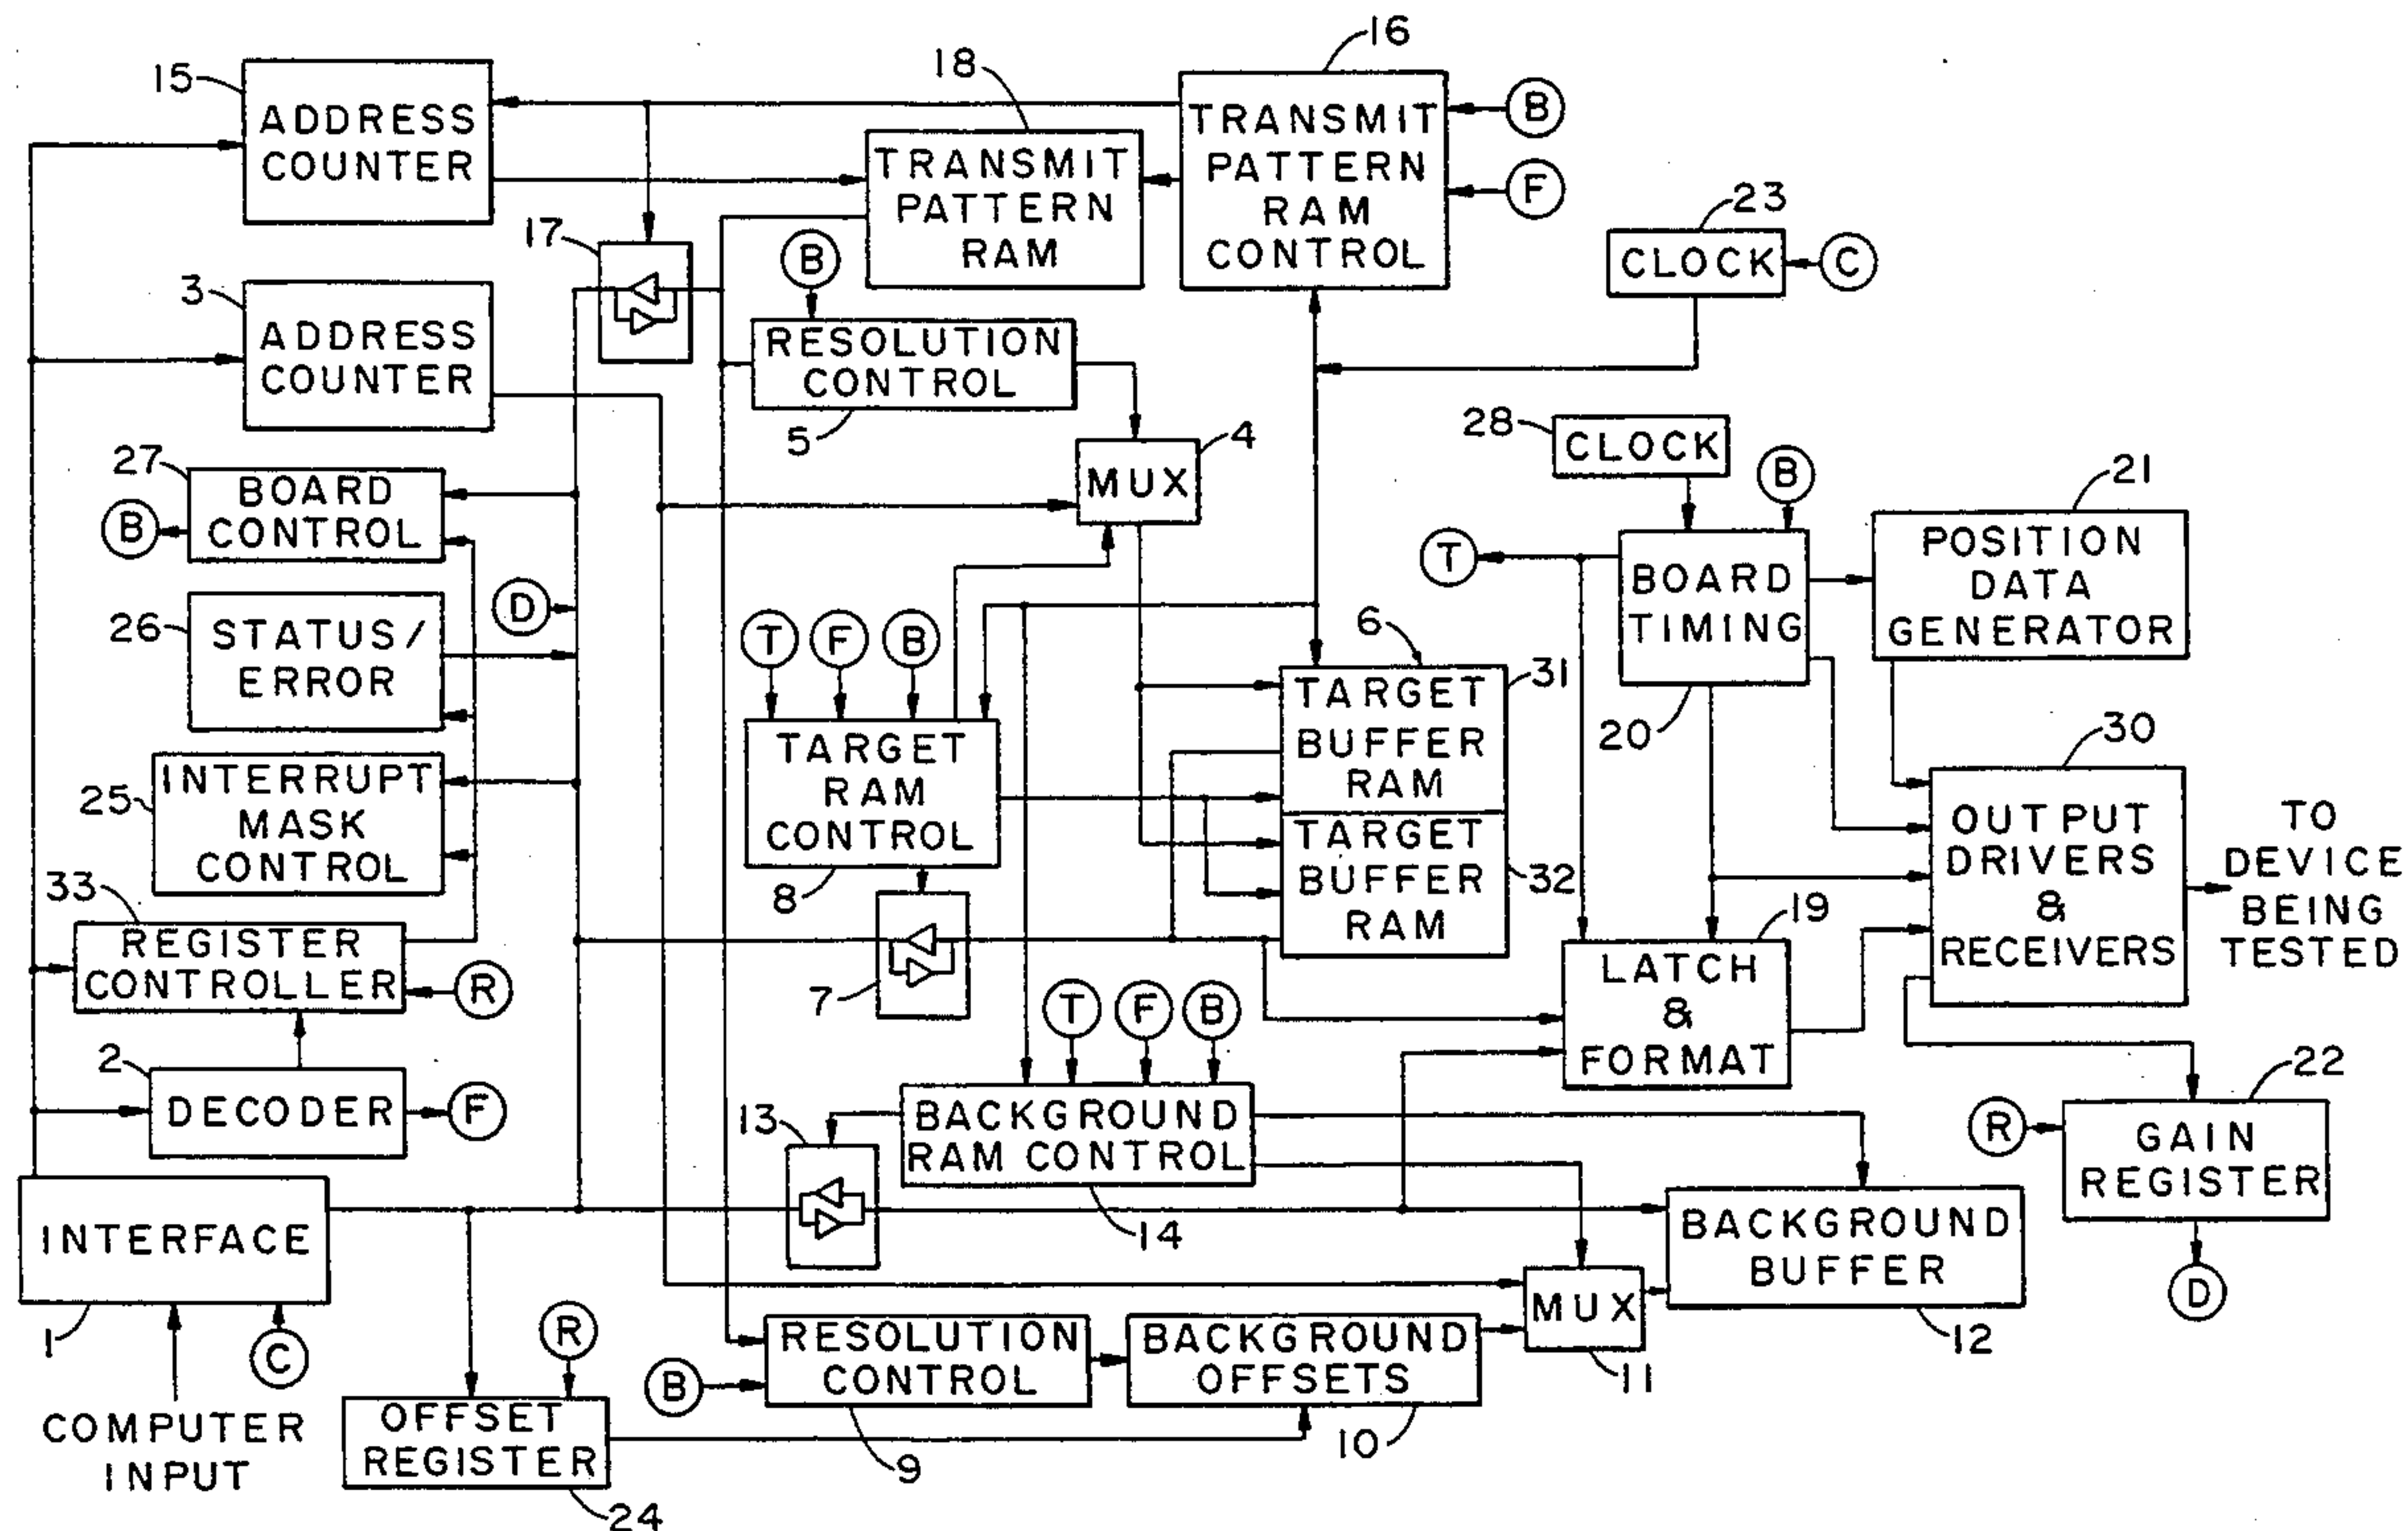 16
15
18
ADDRESS
COUNTER
TRANSMIT
PATTERN
RAM
TRANSMIT
PATTERN
RAM
CONTROL
B
F
23
CLOCK
C
17
B
3
ADDRESS
COUNTER
RESOLUTION
CONTROL
5
4
MUX
28
CLOCK
B
21
27
BOARD
CONTROL
B
T
BOARD
TIMING
20
POSITION
DATA
GENERATOR
D
26
STATUS/
ERROR
T
F
B
6
31
TARGET
BUFFER
RAM
TARGET
BUFFER
RAM
32
TARGET
RAM
CONTROL
8
30
OUTPUT
DRIVERS
&
RECEIVERS
TO
DEVICE
BEING
TESTED
25
INTERRUPT
MASK
CONTROL
33
REGISTER
CONTROLLER
R
7
19
LATCH
&
FORMAT
T
F
B
2
DECODER
F
13
BACKGROUND
RAM CONTROL
14
22
R
GAIN
REGISTER
D
INTERFACE
1
C
COMPUTER
INPUT
BACKGROUND
BUFFER
12
MUX
11
R
B
RESOLUTION
CONTROL
9
BACKGROUND
OFFSETS
10
OFFSET
REGISTER
24